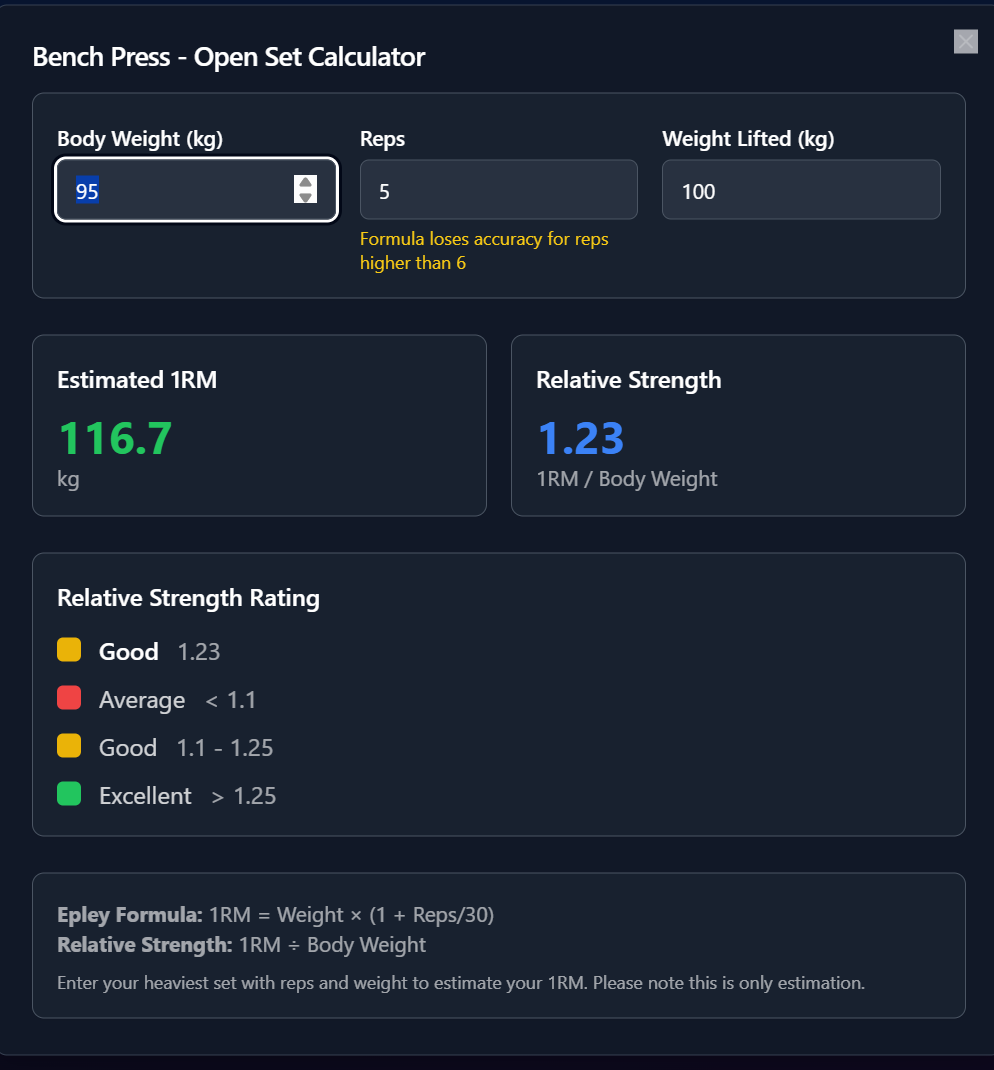 Bench Press - Open Set Calculator
Body Weight (kg) Reps Weight Lifted (kg)
95 5 100
Formula loses accuracy for reps
higher than 6
Estimated 1RM
116.7
kg
Relative Strength
1.23
1RM / Body Weight
Relative Strength Rating
Good 1.23
Average < 1.1
Good 1.1 - 1.25
Excellent > 1.25
Epley Formula: 1RM = Weight × (1 + Reps/30)
Relative Strength: 1RM ÷ Body Weight
Enter your heaviest set with reps and weight to estimate your 1RM. Please note this is only estimation.